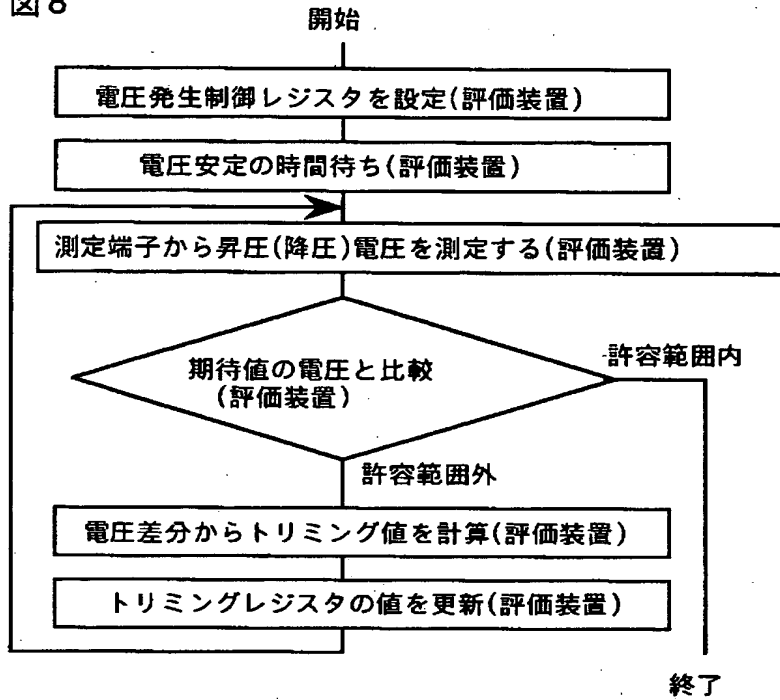 図8
開始
電圧発生制御レジスタを設定(評価装置)
電圧安定の時間待ち(評価装置)
測定端子から昇圧(降圧)電圧を測定する(評価装置)
期待値の電圧と比較
(評価装置)
許容範囲内
許容範囲外
電圧差分からトリミング値を計算(評価装置)
トリミングレジスタの値を更新(評価装置)
終了